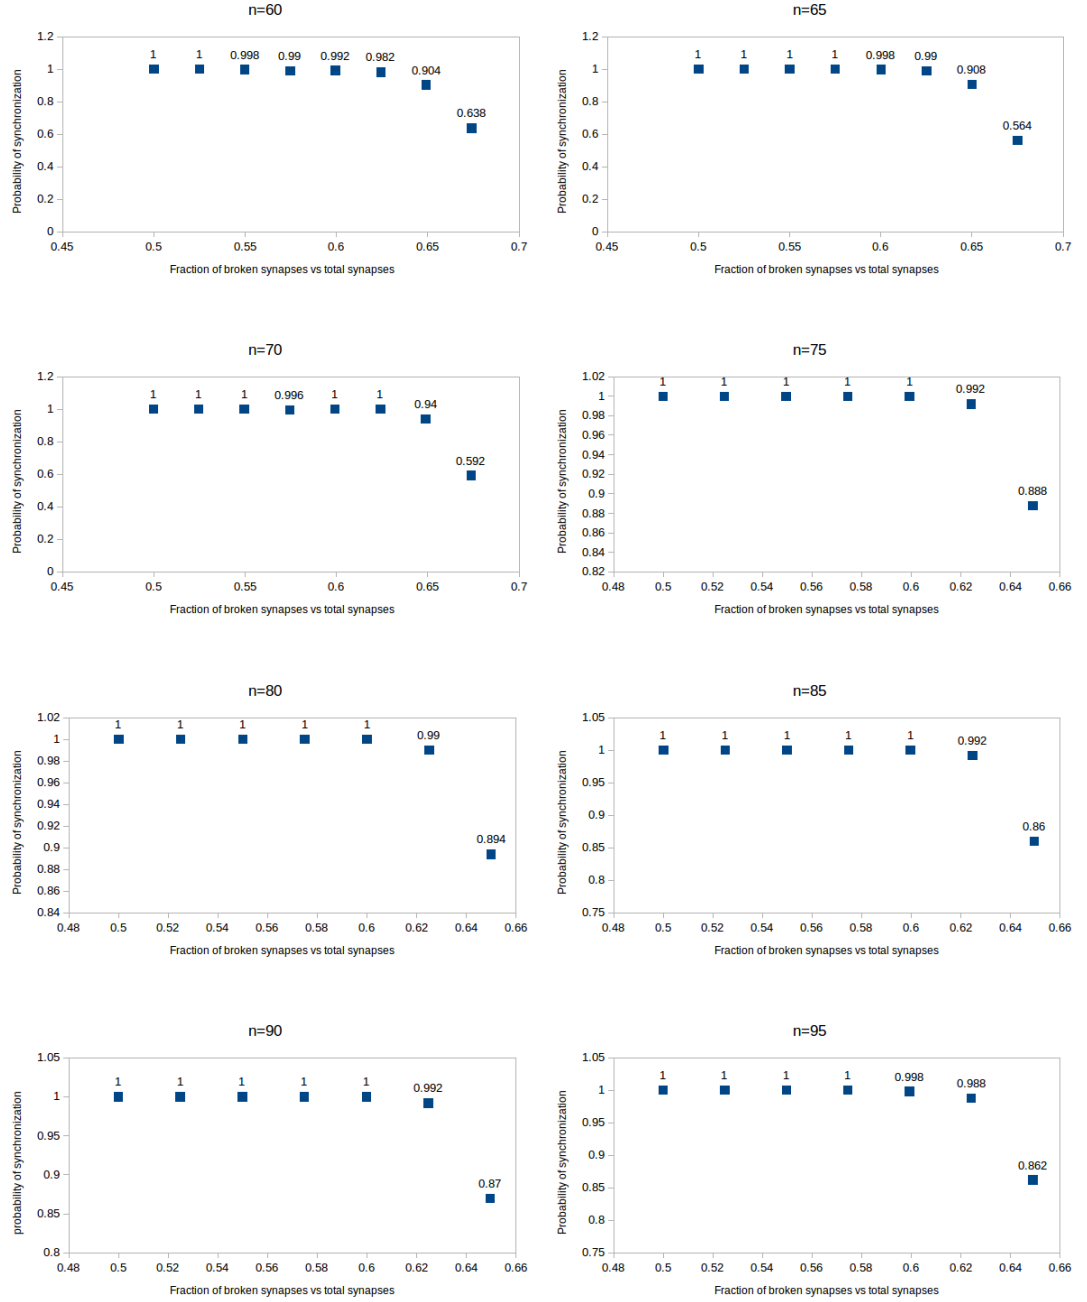 n=60
1.2
1
0.8
0.6
0.4
0.2
0
1 1 0.998 0.99 0.992 0.982 0.904 0.638
0.45 0.5 0.55 0.6 0.65 0.7
Probability of synchronization
Fraction of broken synapses vs total synapses
n=65
1.2
1
0.8
0.6
0.4
0.2
0
1 1 1 1 0.998 0.99 0.908 0.564
0.45 0.5 0.55 0.6 0.65 0.7
Probability of synchronization
Fraction of broken synapses vs total synapses
n=70
1.2
1
0.8
0.6
0.4
0.2
0
1 1 1 0.996 1 1 0.94 0.592
0.45 0.5 0.55 0.6 0.65 0.7
Probability of synchronization
Fraction of broken synapses vs total synapses
n=75
1.02
1
0.98
0.96
0.94
0.92
0.9
0.88
0.86
0.84
0.82
1 1 1 1 1 0.992 0.888
0.48 0.5 0.52 0.54 0.56 0.58 0.6 0.62 0.64 0.66
Probability of synchronization
Fraction of broken synapses vs total synapses
n=80
1.02
1
0.98
0.96
0.94
0.92
0.9
0.88
0.86
0.84
1 1 1 1 1 0.99 0.894
0.48 0.5 0.52 0.54 0.56 0.58 0.6 0.62 0.64 0.66
Probability of synchronization
Fraction of broken synapses vs total synapses
n=85
1.05
1
0.95
0.9
0.85
0.8
0.75
1 1 1 1 1 0.992 0.86
0.48 0.5 0.52 0.54 0.56 0.58 0.6 0.62 0.64 0.66
Probability of synchronization
Fraction of broken synapses vs total synapses
n=90
1.05
1
0.95
0.9
0.85
0.8
1 1 1 1 1 0.992 0.87
0.48 0.5 0.52 0.54 0.56 0.58 0.6 0.62 0.64 0.66
probability of synchronization
Fraction of broken synapses vs total synapses
n=95
1.05
1
0.95
0.9
0.85
0.8
0.75
1 1 1 1 0.998 0.988 0.862
0.48 0.5 0.52 0.54 0.56 0.58 0.6 0.62 0.64 0.66
Probability of synchronization
Fraction of broken synapses vs total synapses